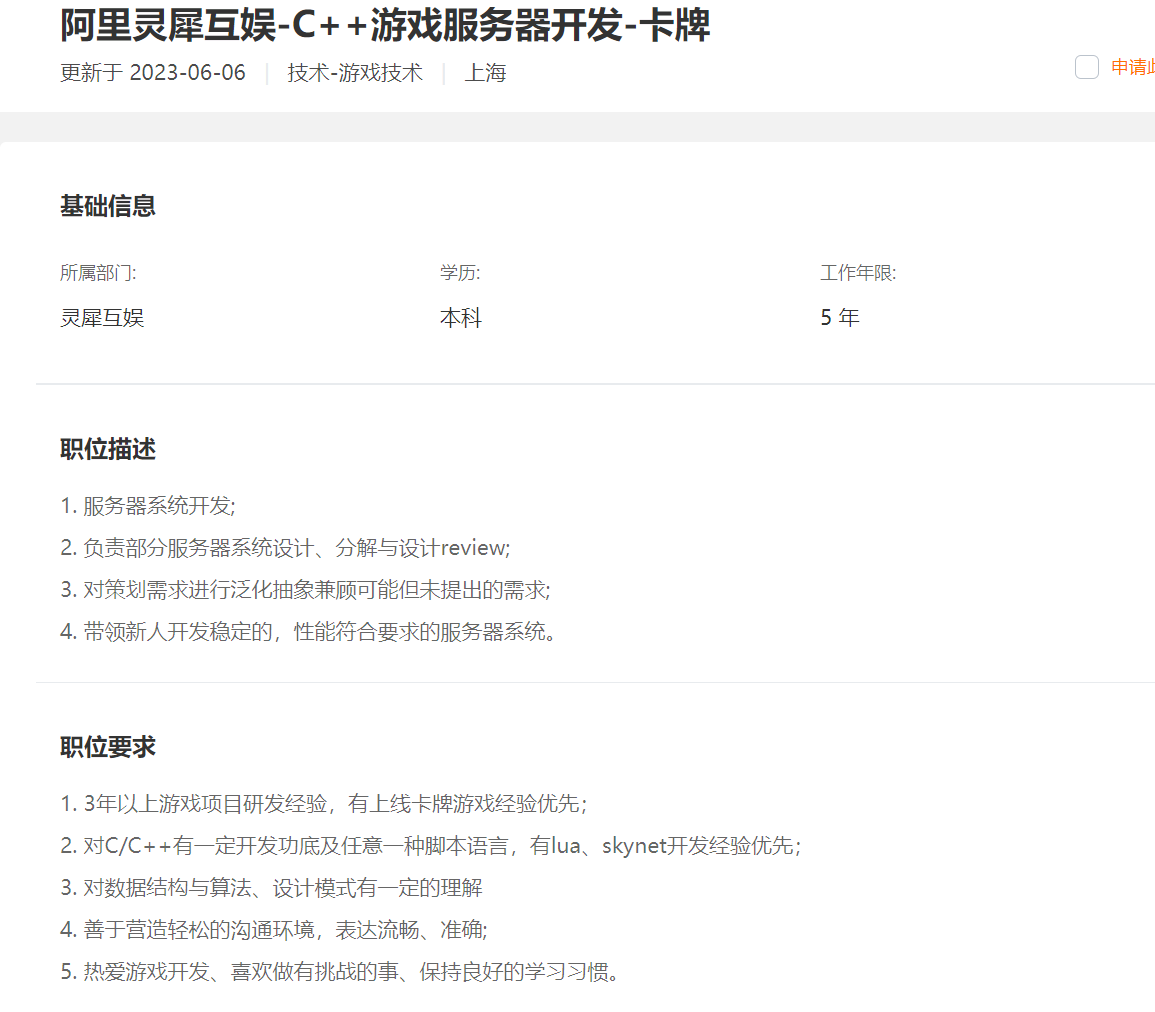 阿里灵犀互娱-C++游戏服务器开发-卡牌
更新于 2023-06-06 技术-游戏技术 上海
申请
基础信息
所属部门: 学历: 工作年限:
灵犀互娱 本科 5 年
职位描述
1. 服务器系统开发;
2. 负责部分服务器系统设计、分解与设计review;
3. 对策划需求进行泛化抽象兼顾可能但未提出的需求;
4. 带领新人开发稳定的，性能符合要求的服务器系统。
职位要求
1. 3年以上游戏项目研发经验，有上线卡牌游戏经验优先；
2. 对C/C++有一定开发功底及任意一种脚本语言，有lua、skynet开发经验优先；
3. 对数据结构与算法、设计模式有一定的理解
4. 善于营造轻松的沟通环境，表达流畅、准确;
5. 热爱游戏开发、喜欢做有挑战的事、保持良好的学习习惯。